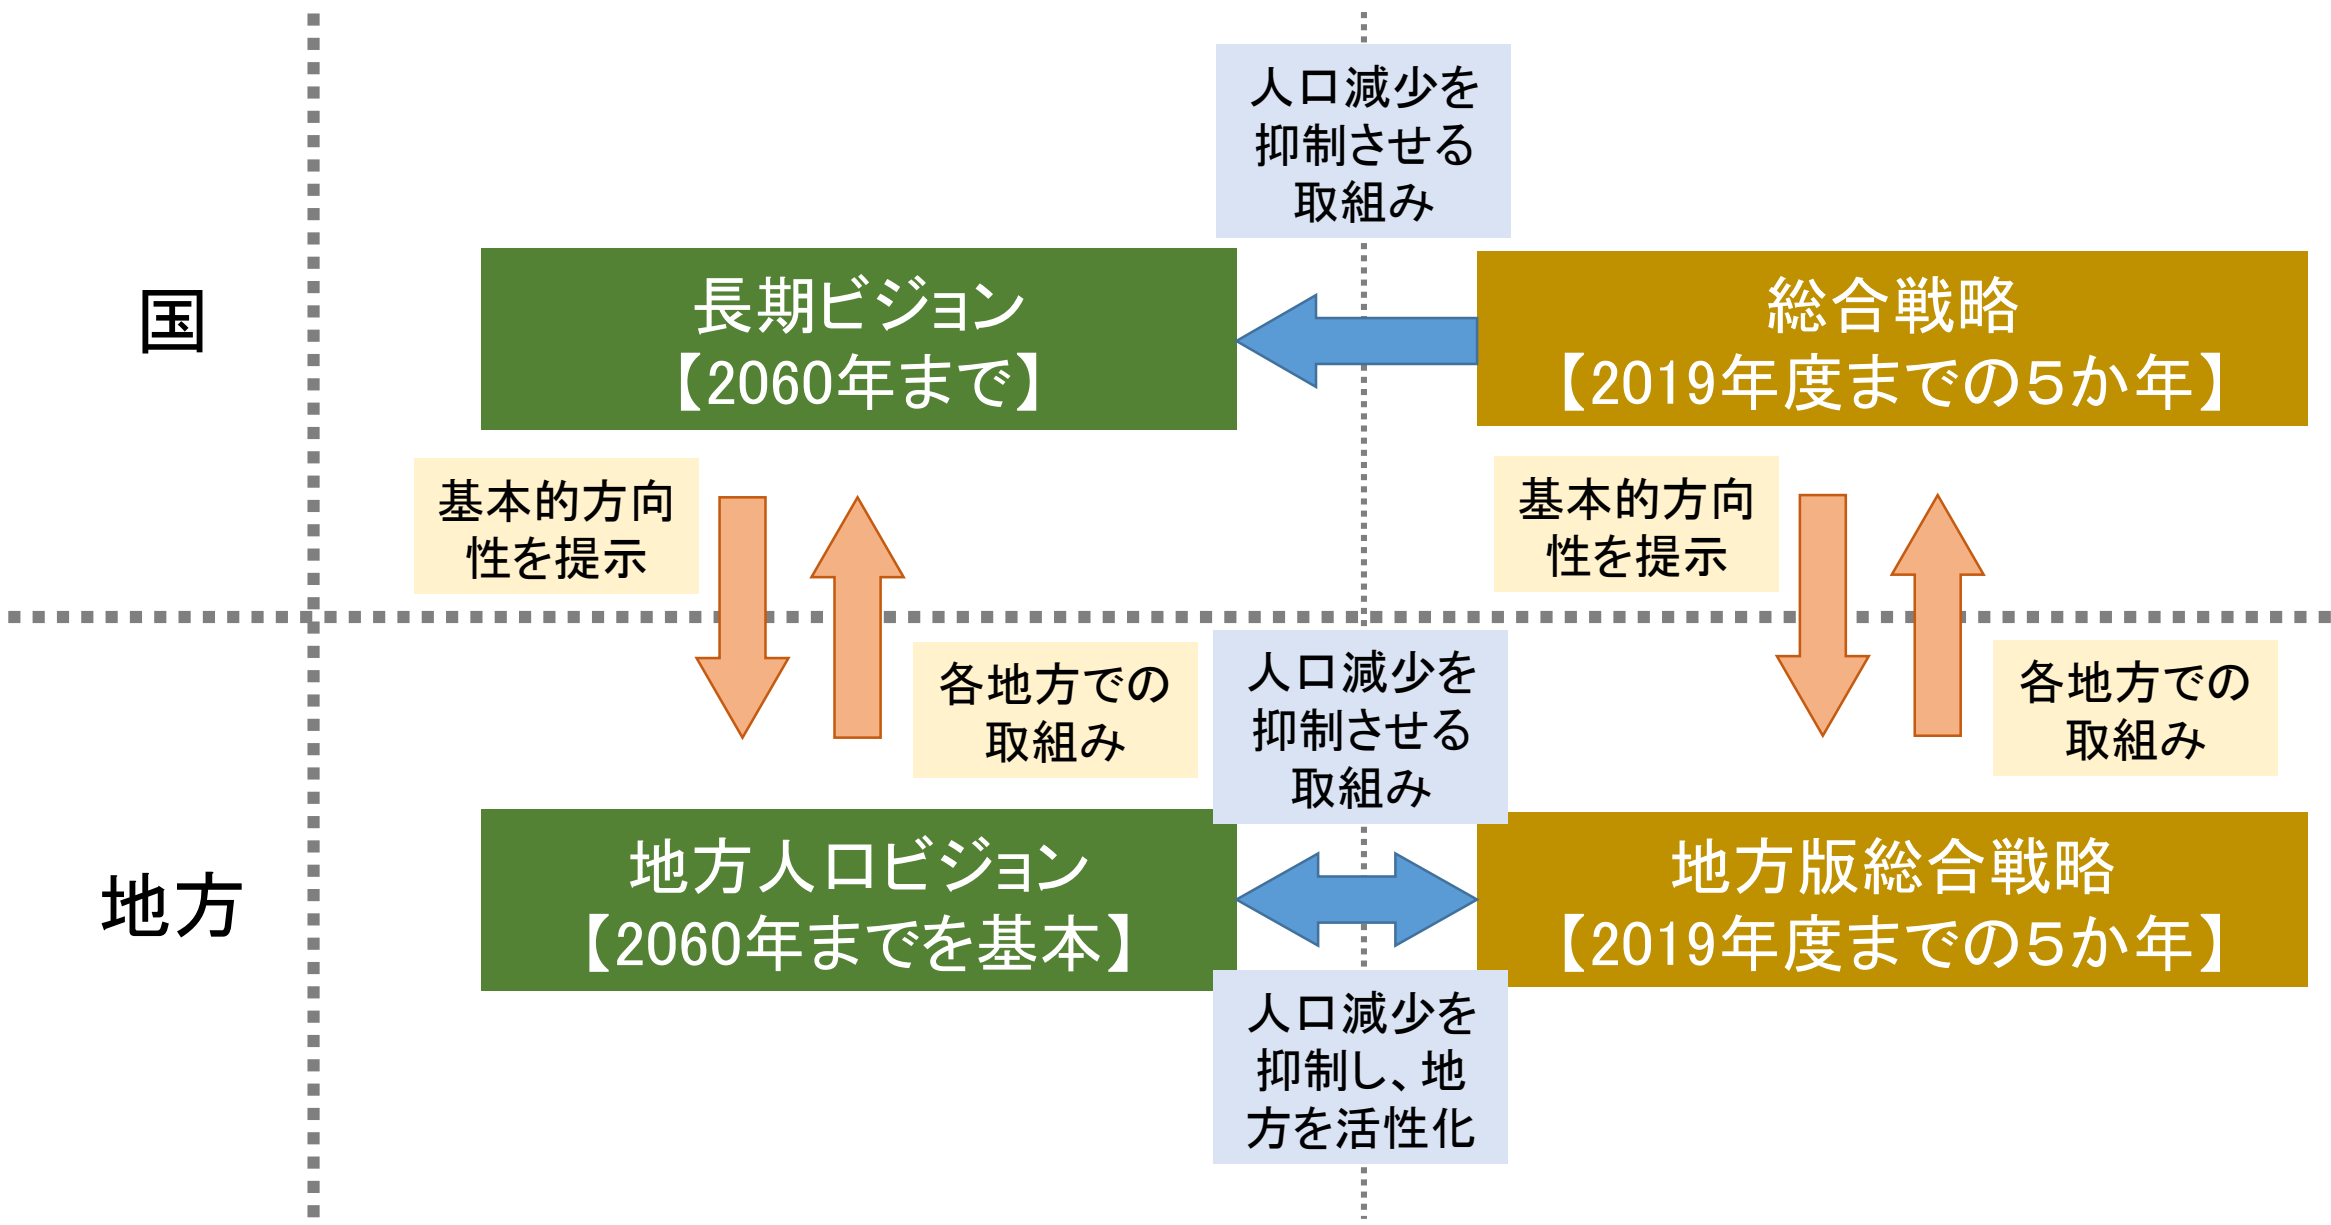 人口減少を
抑制させる
取組み
国
長期ビジョン
【2060年まで】
総合戦略
【2019年度までの５か年】
基本的方向
性を提示
基本的方向
性を提示
各地方での
取組み
人口減少を
抑制させる
取組み
各地方での
取組み
地方
地方人口ビジョン
【2060年までを基本】
地方版総合戦略
【2019年度までの５か年】
人口減少を
抑制し、地
方を活性化